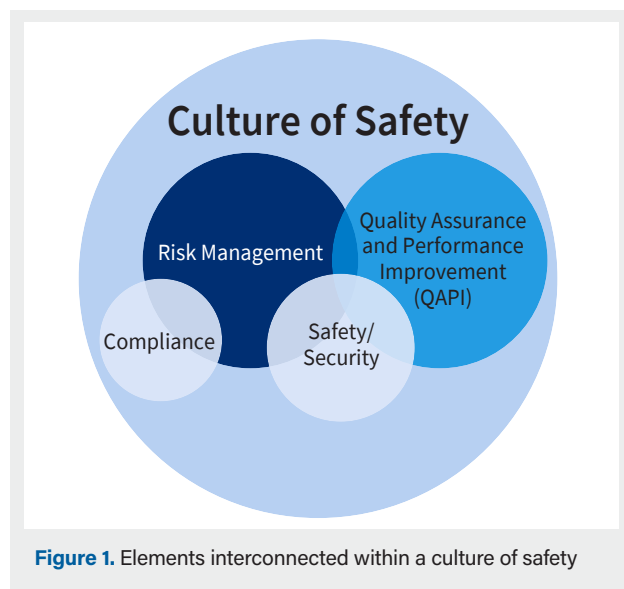 Culture of Safety
Risk Management
Quality Assurance
and Performance
Improvement
(QAPI)
Compliance
Safety/
Security
Figure 1. Elements interconnected within a culture of safety